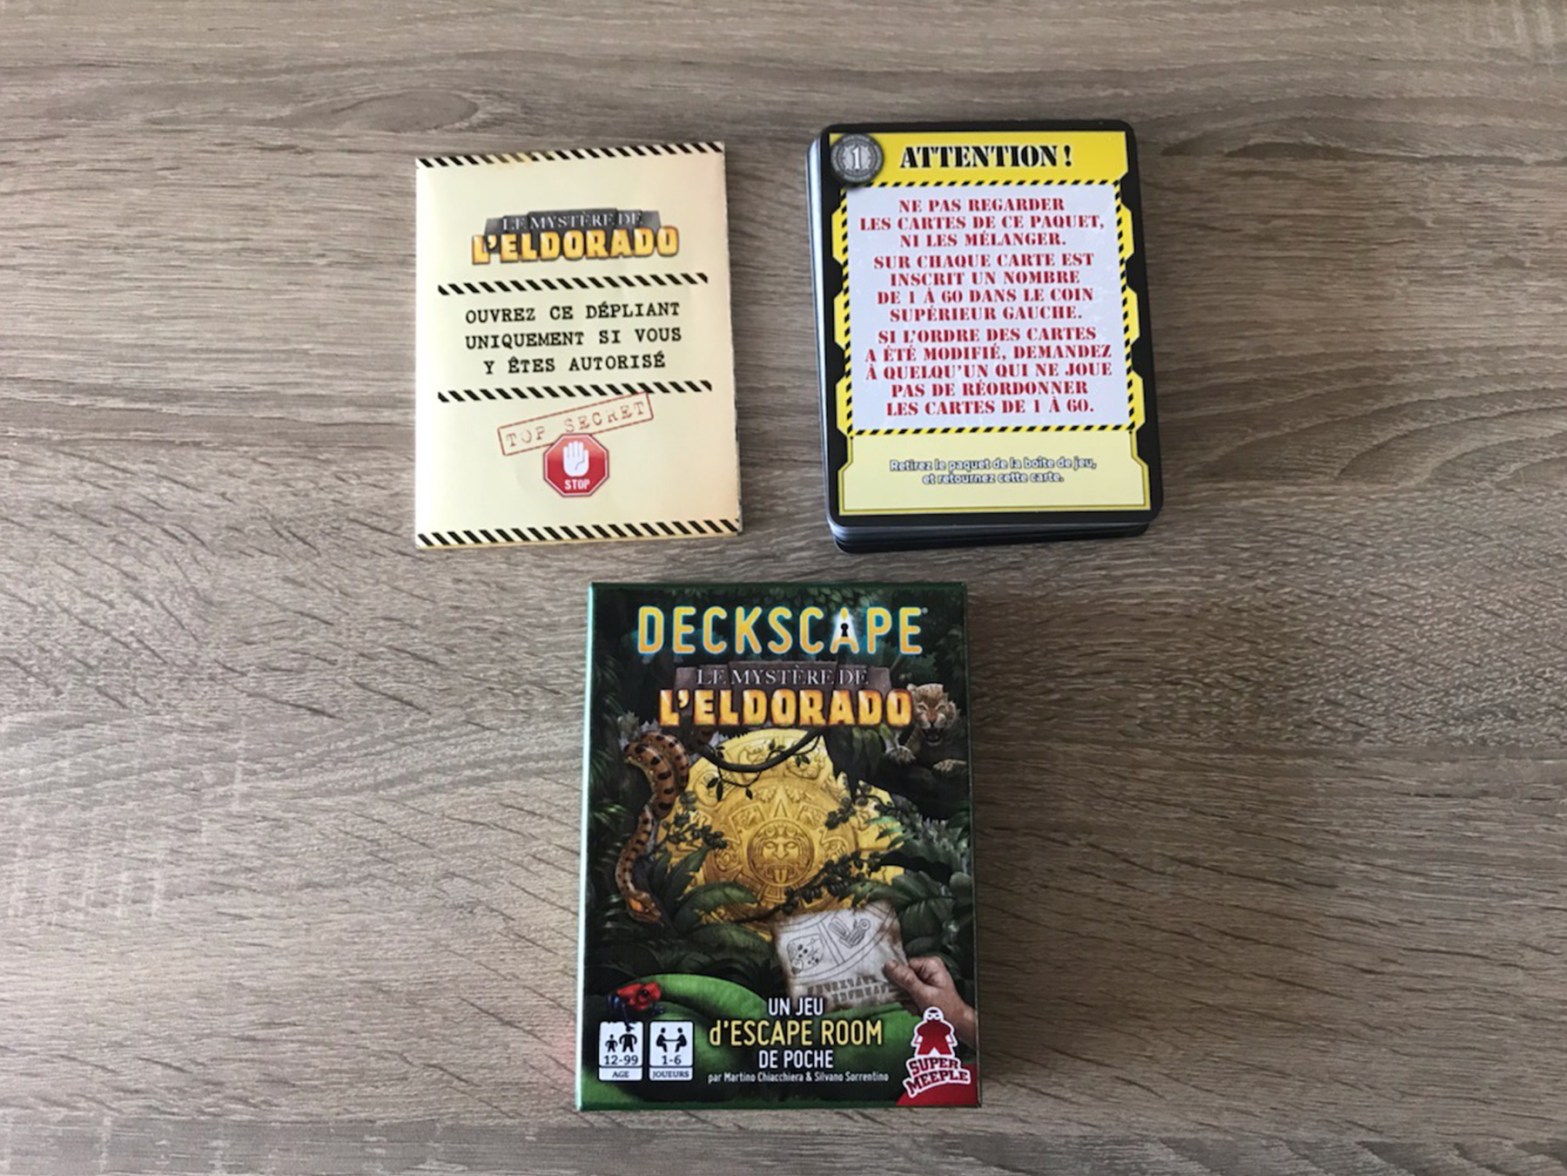 LE MYSTÈRE DE
L'ELDORADO
OUVREZ CE DÉPLIANT
UNIQUEMENT SI VOUS
Y ÊTES AUTORISÉ
TOP SECRET
STOP
1
ATTENTION !
NE PAS REGARDER
LES CARTES DE CE PAQUET,
NI LES MÉLANGER.
SUR CHAQUE CARTE EST
INSCRIT UN NOMBRE
DE 1 À 60 DANS LE COIN
SUPÉRIEUR GAUCHE.
SI L'ORDRE DES CARTES
A ÉTÉ MODIFIÉ, DEMANDEZ
À QUELQU'UN QUI NE JOUE
PAS DE RÉORDONNER
LES CARTES DE 1 À 60.
Retirez le paquet de la boîte de jeu,
et retournez cette carte.
DECKSCAPE
LE MYSTÈRE DE
L'ELDORADO
UN JEU
d'ESCAPE ROOM
DE POCHE
par Martino Chiacchiera & Silvano Sorrentino
12-99
AGE
1-6
JOUEURS
SUPER
MEEPLE